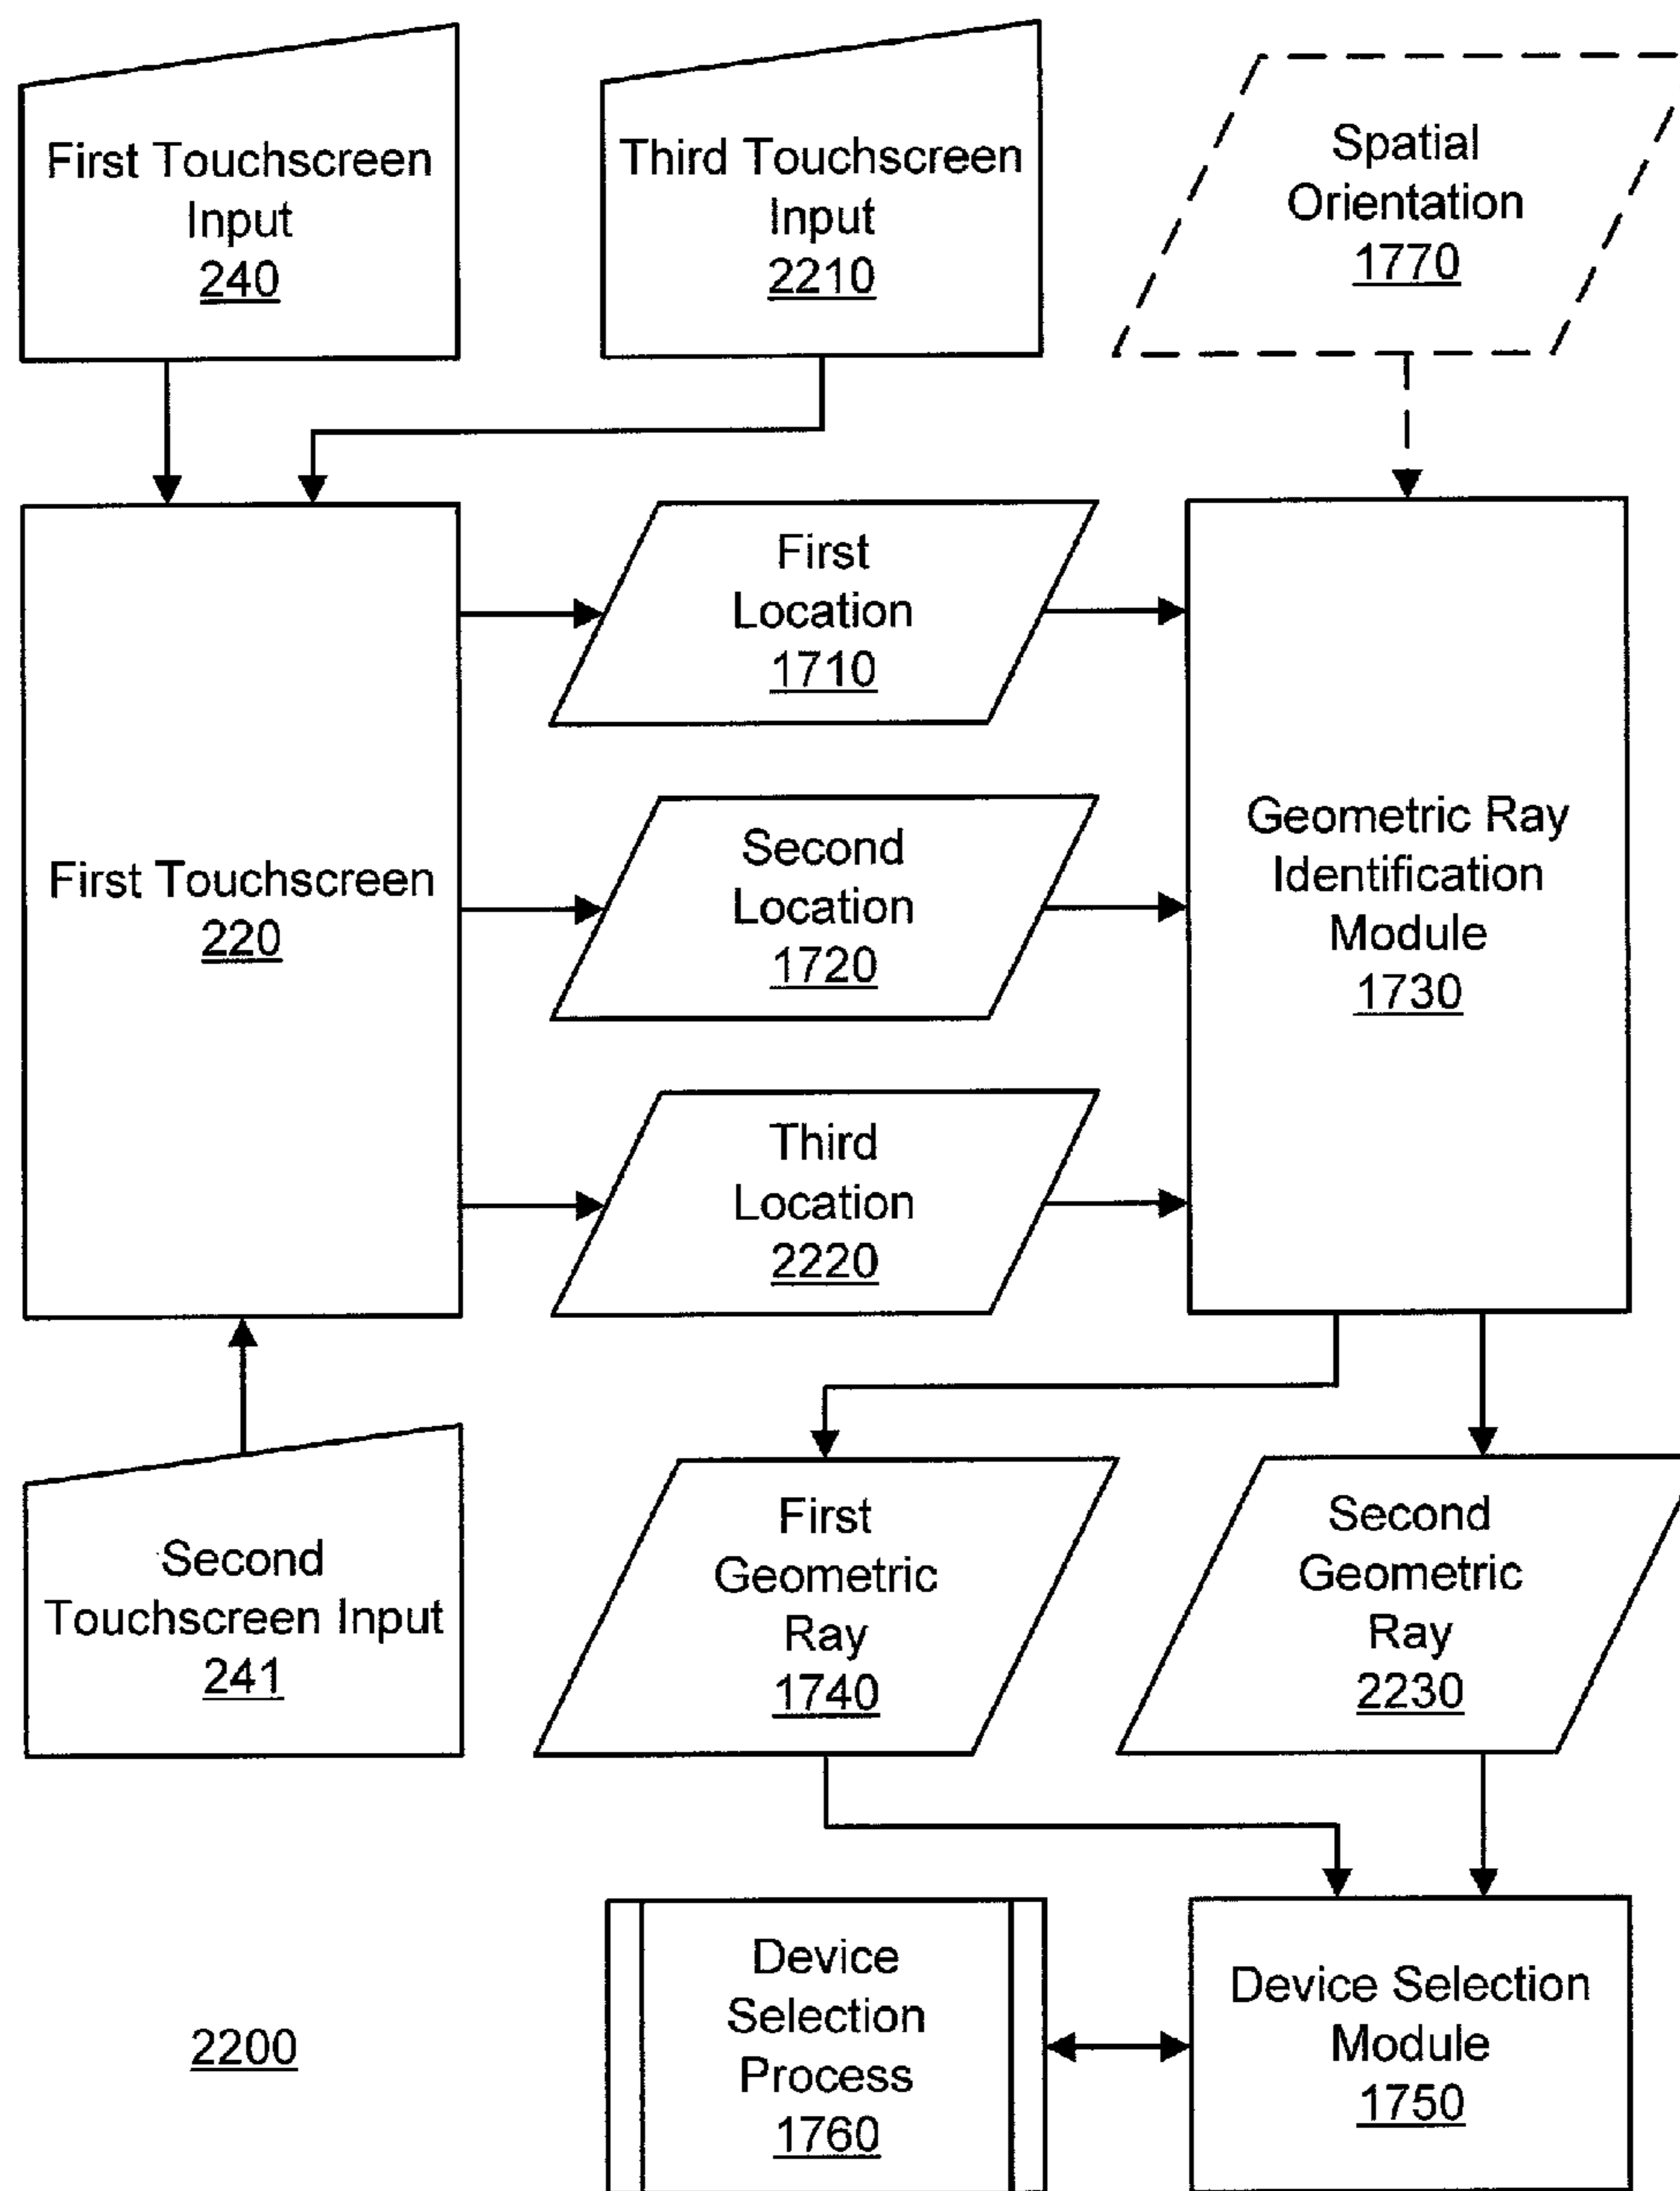 First Touchscreen
Input
240
Third Touchscreen
Input
2210
Spatial
Orientation
1770
First Touchscreen
220
First
Location
1710
Second
Location
1720
Third
Location
2220
Geometric Ray
Identification
Module
1730
Second
Touchscreen Input
241
First
Geometric
Ray
1740
Second
Geometric
Ray
2230
2200
Device
Selection
Process
1760
Device Selection
Module
1750